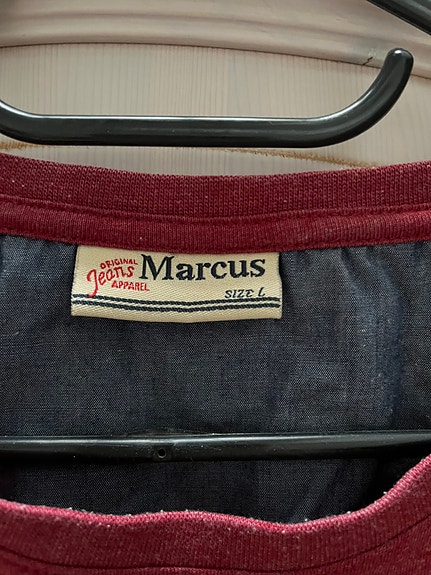 ORIGINAL
Jeans
APPAREL
Marcus
SIZE L